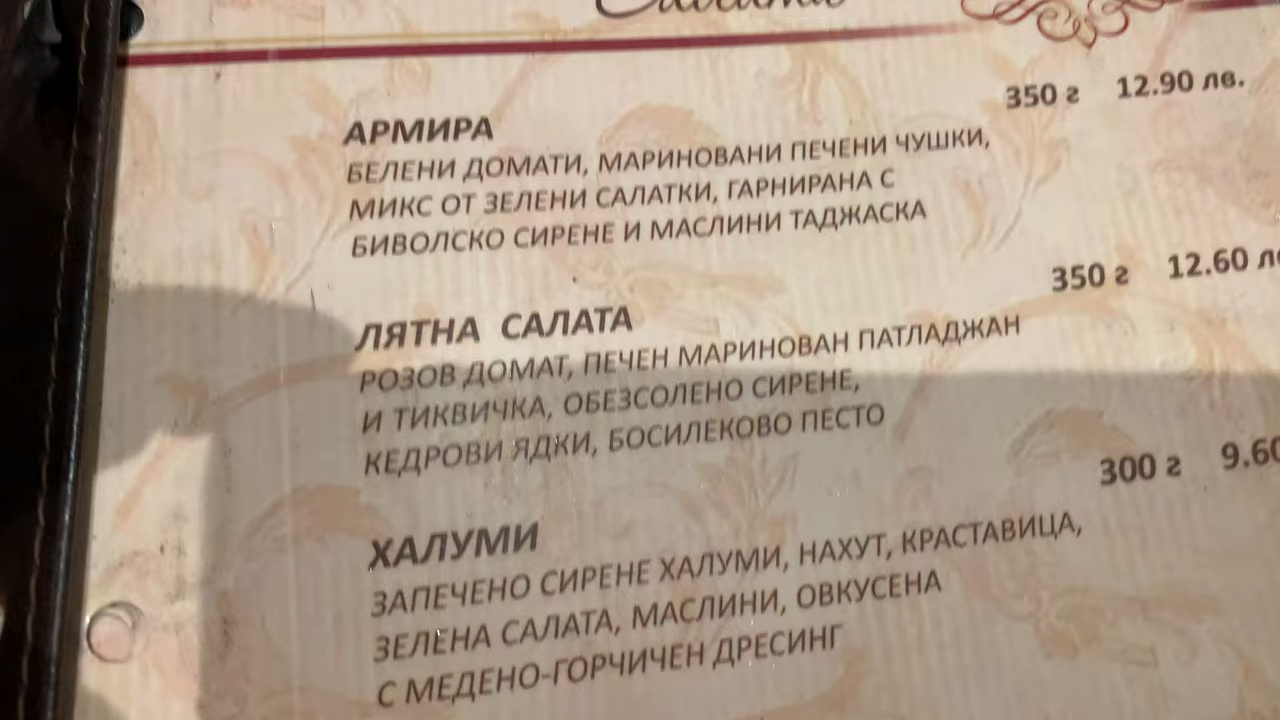 АРМИРА 350 г 12.90 лв.
БЕЛЕНИ ДОМАТИ, МАРИНОВАНИ ПЕЧЕНИ ЧУШКИ,
МИКС ОТ ЗЕЛЕНИ САЛАТКИ, ГАРНИРАНА С
БИВОЛСКО СИРЕНЕ И МАСЛИНИ ТАДЖАСКА
ЛЯТНА САЛАТА 350 г 12.60
РОЗОВ ДОМАТ, ПЕЧЕН МАРИНОВАН ПАТЛАДЖАН
И ТИКВИЧКА, ОБЕЗСОЛЕНО СИРЕНЕ,
КЕДРОВИ ЯДКИ, БОСИЛЕКОВО ПЕСТО
ХАЛУМИ 300 г 9.60
ЗАПЕЧЕНО СИРЕНЕ ХАЛУМИ, НАХУТ, КРАСТАВИЦА,
ЗЕЛЕНА САЛАТА, МАСЛИНИ, ОВКУСЕНА
С МЕДЕНО-ГОРЧИЧЕН ДРЕСИНГ